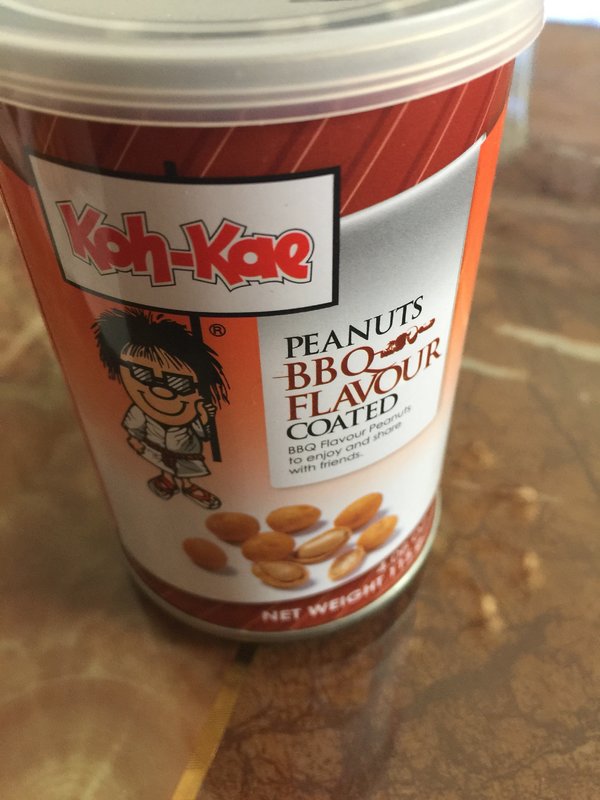 Koh-Kae
®
PEANUTS
BBQ
FLAVOUR
COATED
BBQ Flavour Peanuts
to enjoy and share
with friends.
NET WEIGHT